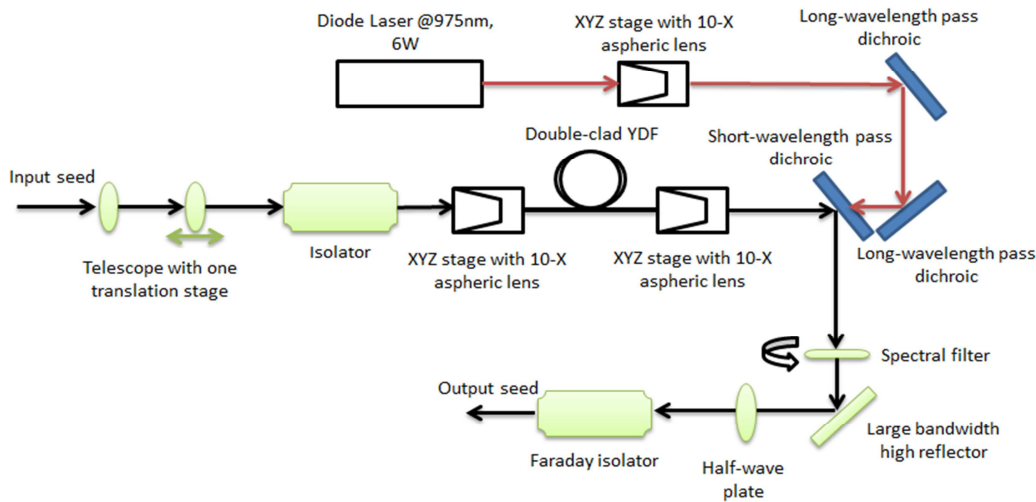 Diode Laser @975nm,
6W
XYZ stage with 10-X
aspheric lens
Long-wavelength pass
dichroic
Double-clad YDF
Short-wavelength pass
dichroic
Input seed
Isolator
Telescope with one
translation stage
XYZ stage with 10-X
aspheric lens
XYZ stage with 10-X
aspheric lens
Long-wavelength pass
dichroic
Spectral filter
Output seed
Faraday isolator
Half-wave
plate
Large bandwidth
high reflector